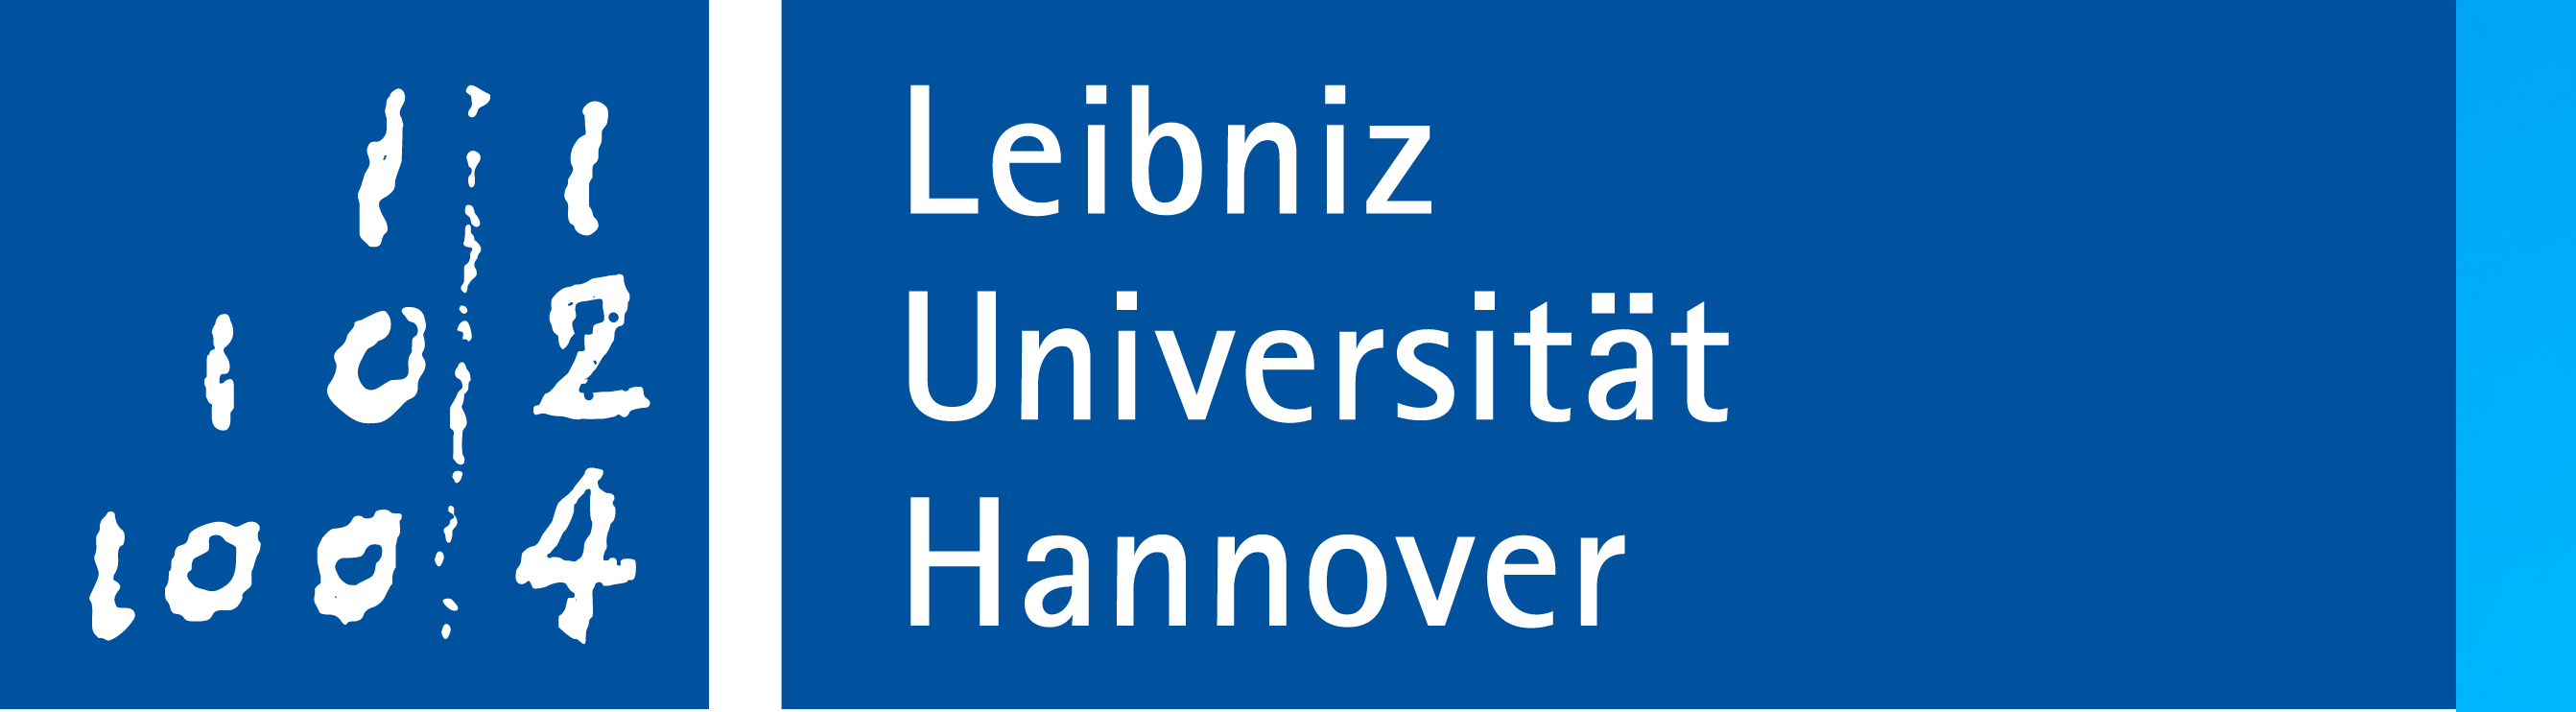 1 | 1
1 0 | 2
1 0 0 | 4
Leibniz
Universität
Hannover